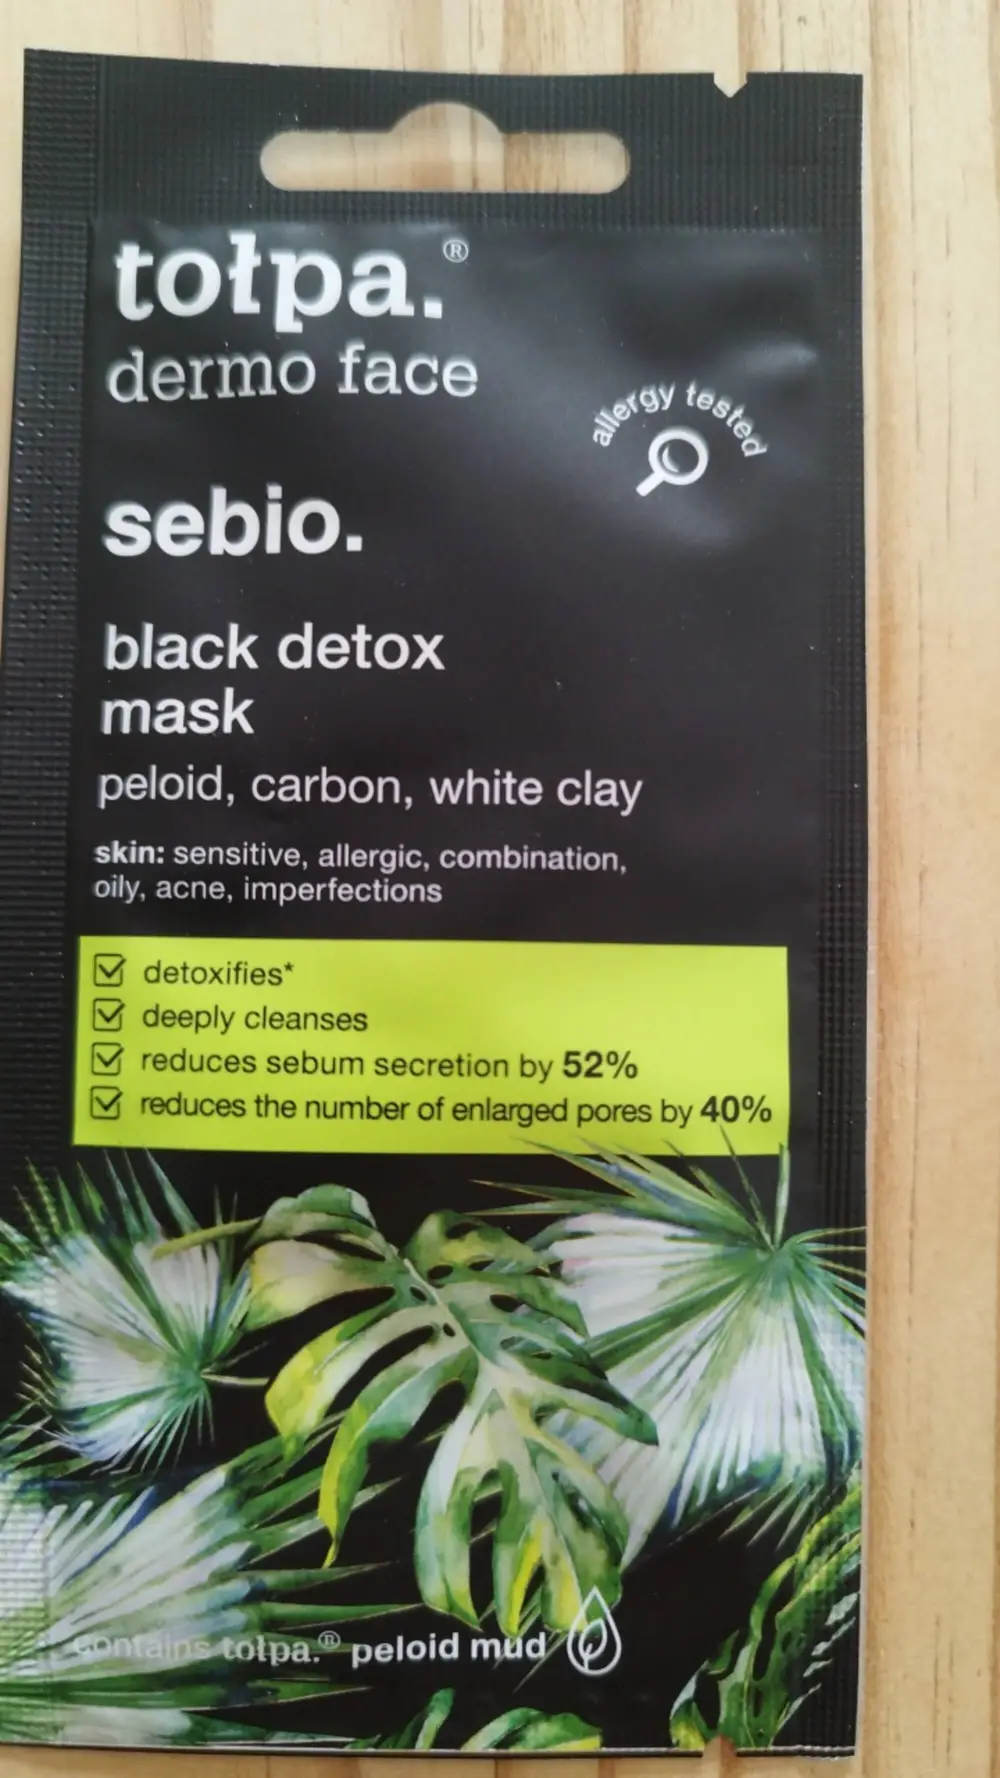 tołpa.®
dermo face
allergy tested
sebio.
black detox
mask
peloid, carbon, white clay
skin: sensitive, allergic, combination,
oily, acne, imperfections
detoxifies*
deeply cleanses
reduces sebum secretion by 52%
reduces the number of enlarged pores by 40%
contains tołpa.® peloid mud